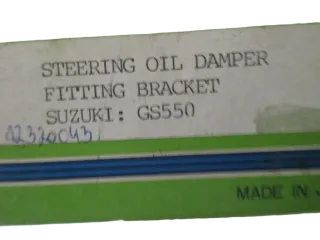 STEERING OIL DAMPER
FITTING BRACKET
SUZUKI: GS550
MADE IN